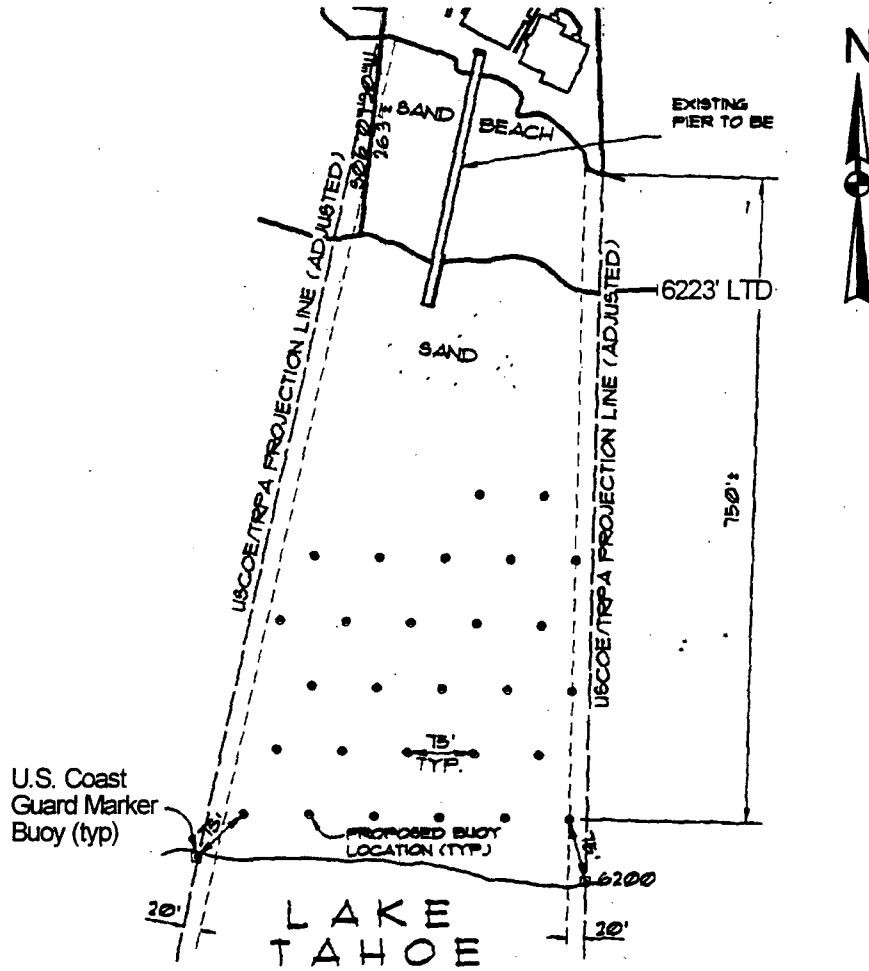 N
SAND
BEACH
EXISTING
PIER TO BE
263'±
USCOE/TRPA PROJECTION LINE (ADJUSTED)
6223' LTD
SAND
USCOE/TRPA PROJECTION LINE (ADJUSTED)
750'±
75'
TYP.
U.S. Coast
Guard Marker
Buoy (typ)
75'
PROPOSED BUOY
LOCATION (TYP.)
6200
20'
LAKE
TAHOE
20'